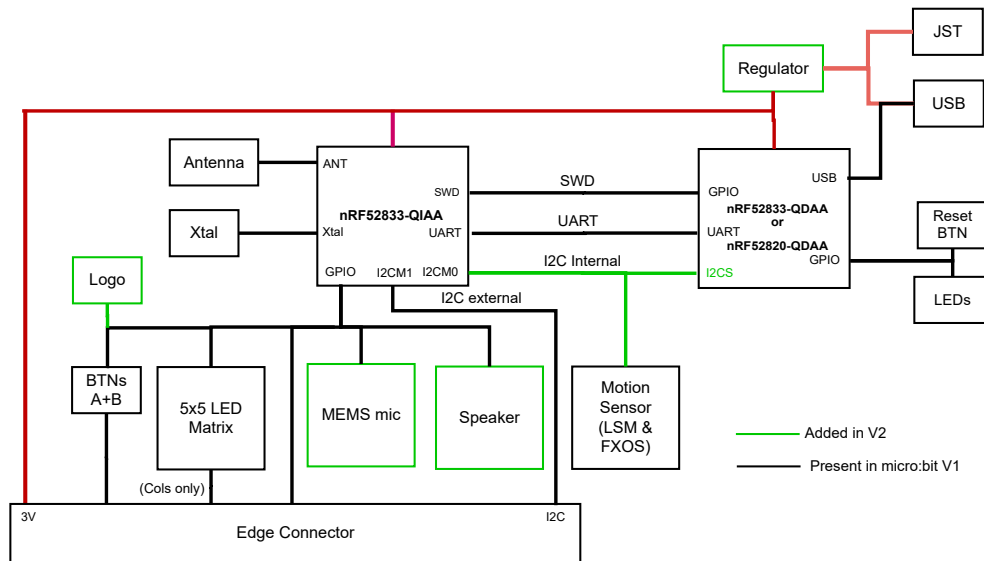 JST
Regulator
USB
Antenna
ANT
SWD
SWD
GPIO
USB
nRF52833-QIAA
nRF52833-QDAA
or
nRF52820-QDAA
Xtal
Xtal
UART
UART
UART
GPIO
Reset
BTN
I2C Internal
I2CS
GPIO
I2CM1
I2CM0
Logo
I2C external
LEDs
BTNs
A+B
5x5 LED
Matrix
MEMS mic
Speaker
Motion
Sensor
(LSM &
FXOS)
Added in V2
Present in micro:bit V1
(Cols only)
3V
I2C
Edge Connector